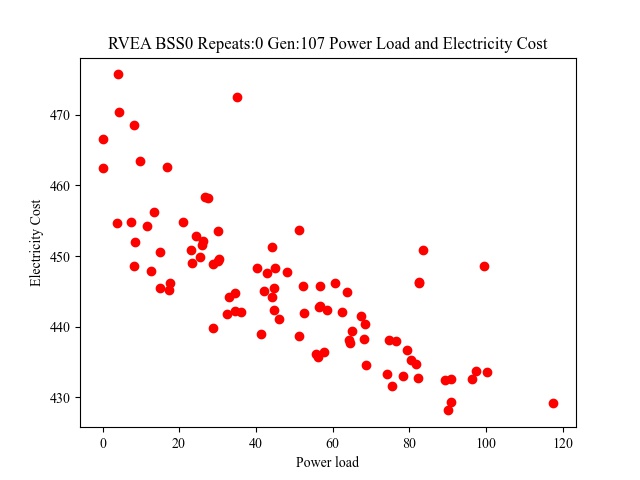 RVEA BSS0 Repeats:0 Gen:107 Power Load and Electricity Cost
Electricity Cost
470
460
450
440
430
0 20 40 60 80 100 120
Power load